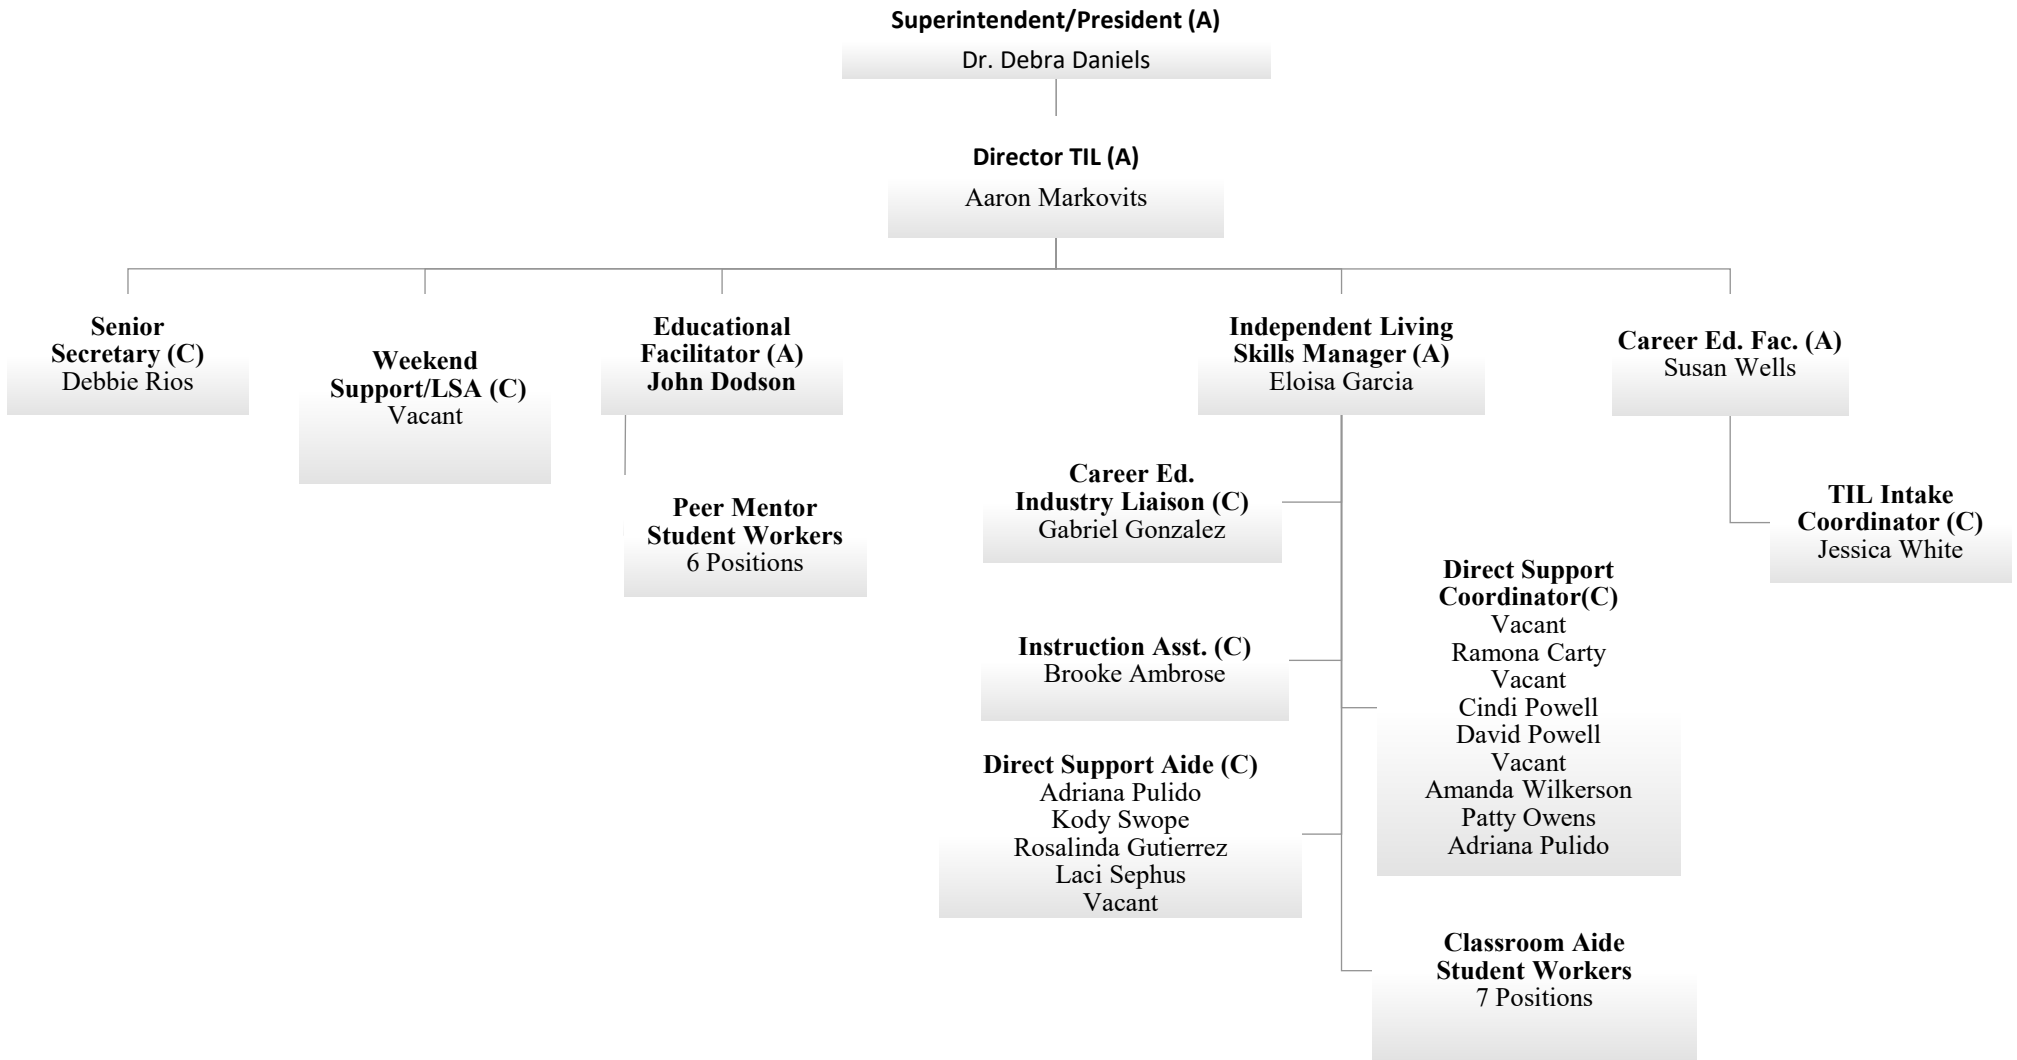 Superintendent/President (A)
Dr. Debra Daniels
Director TIL (A)
Aaron Markovits
Senior
Secretary (C)
Debbie Rios
Weekend
Support/LSA (C)
Vacant
Educational
Facilitator (A)
John Dodson
Peer Mentor
Student Workers
6 Positions
Independent Living
Skills Manager (A)
Eloisa Garcia
Career Ed.
Industry Liaison (C)
Gabriel Gonzalez
Instruction Asst. (C)
Brooke Ambrose
Direct Support Aide (C)
Adriana Pulido
Kody Swope
Rosalinda Gutierrez
Laci Sephus
Vacant
Direct Support
Coordinator(C)
Vacant
Ramona Carty
Vacant
Cindi Powell
David Powell
Vacant
Amanda Wilkerson
Patty Owens
Adriana Pulido
Classroom Aide
Student Workers
7 Positions
Career Ed. Fac. (A)
Susan Wells
TIL Intake
Coordinator (C)
Jessica White